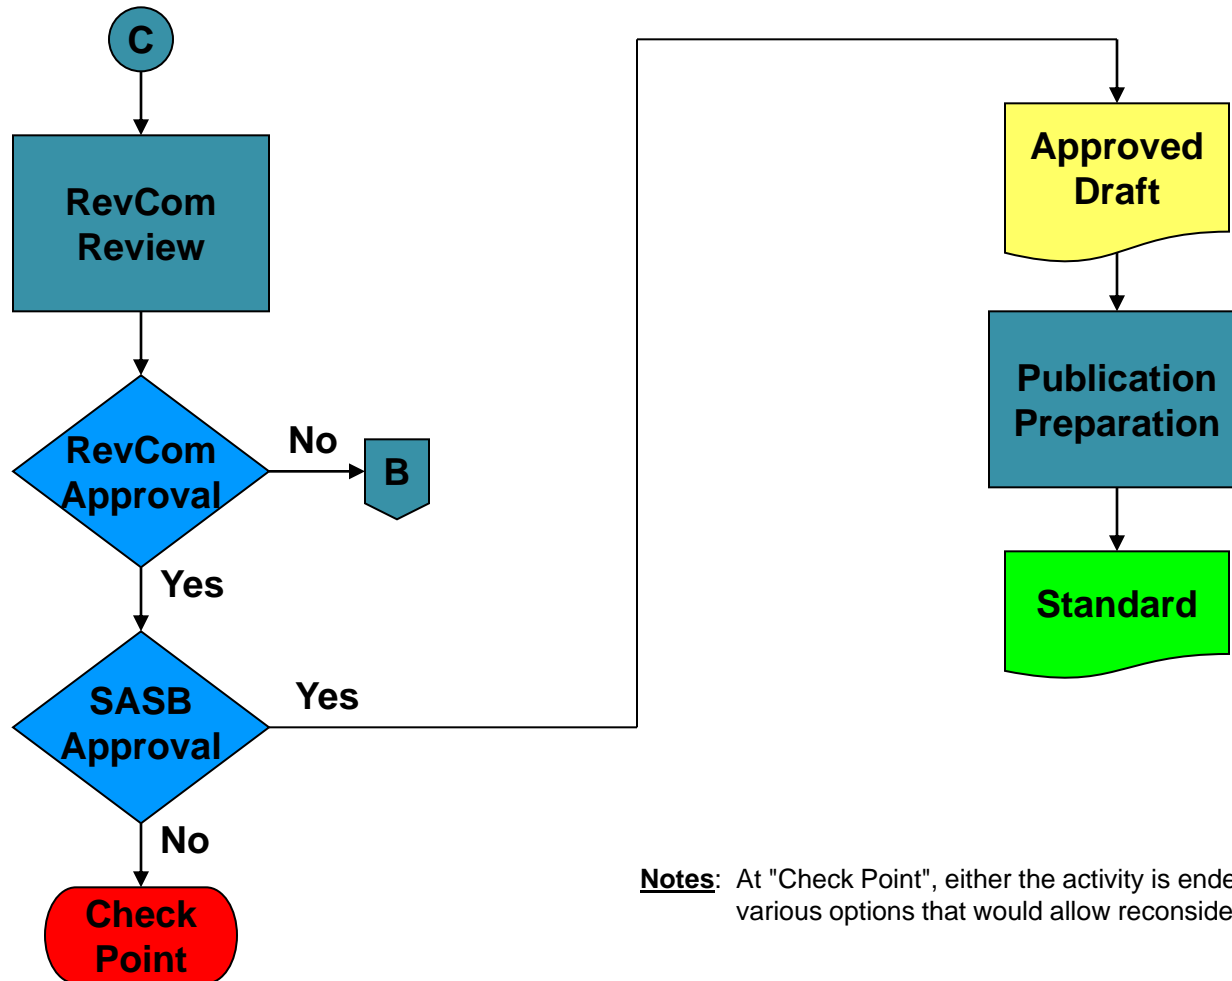 C
RevCom
Review
RevCom
Approval
No
B
Yes
SASB
Approval
Yes
No
Check
Point
Approved
Draft
Publication
Preparation
Standard
Notes: At "Check Point", either the activity is ende
various options that would allow reconside